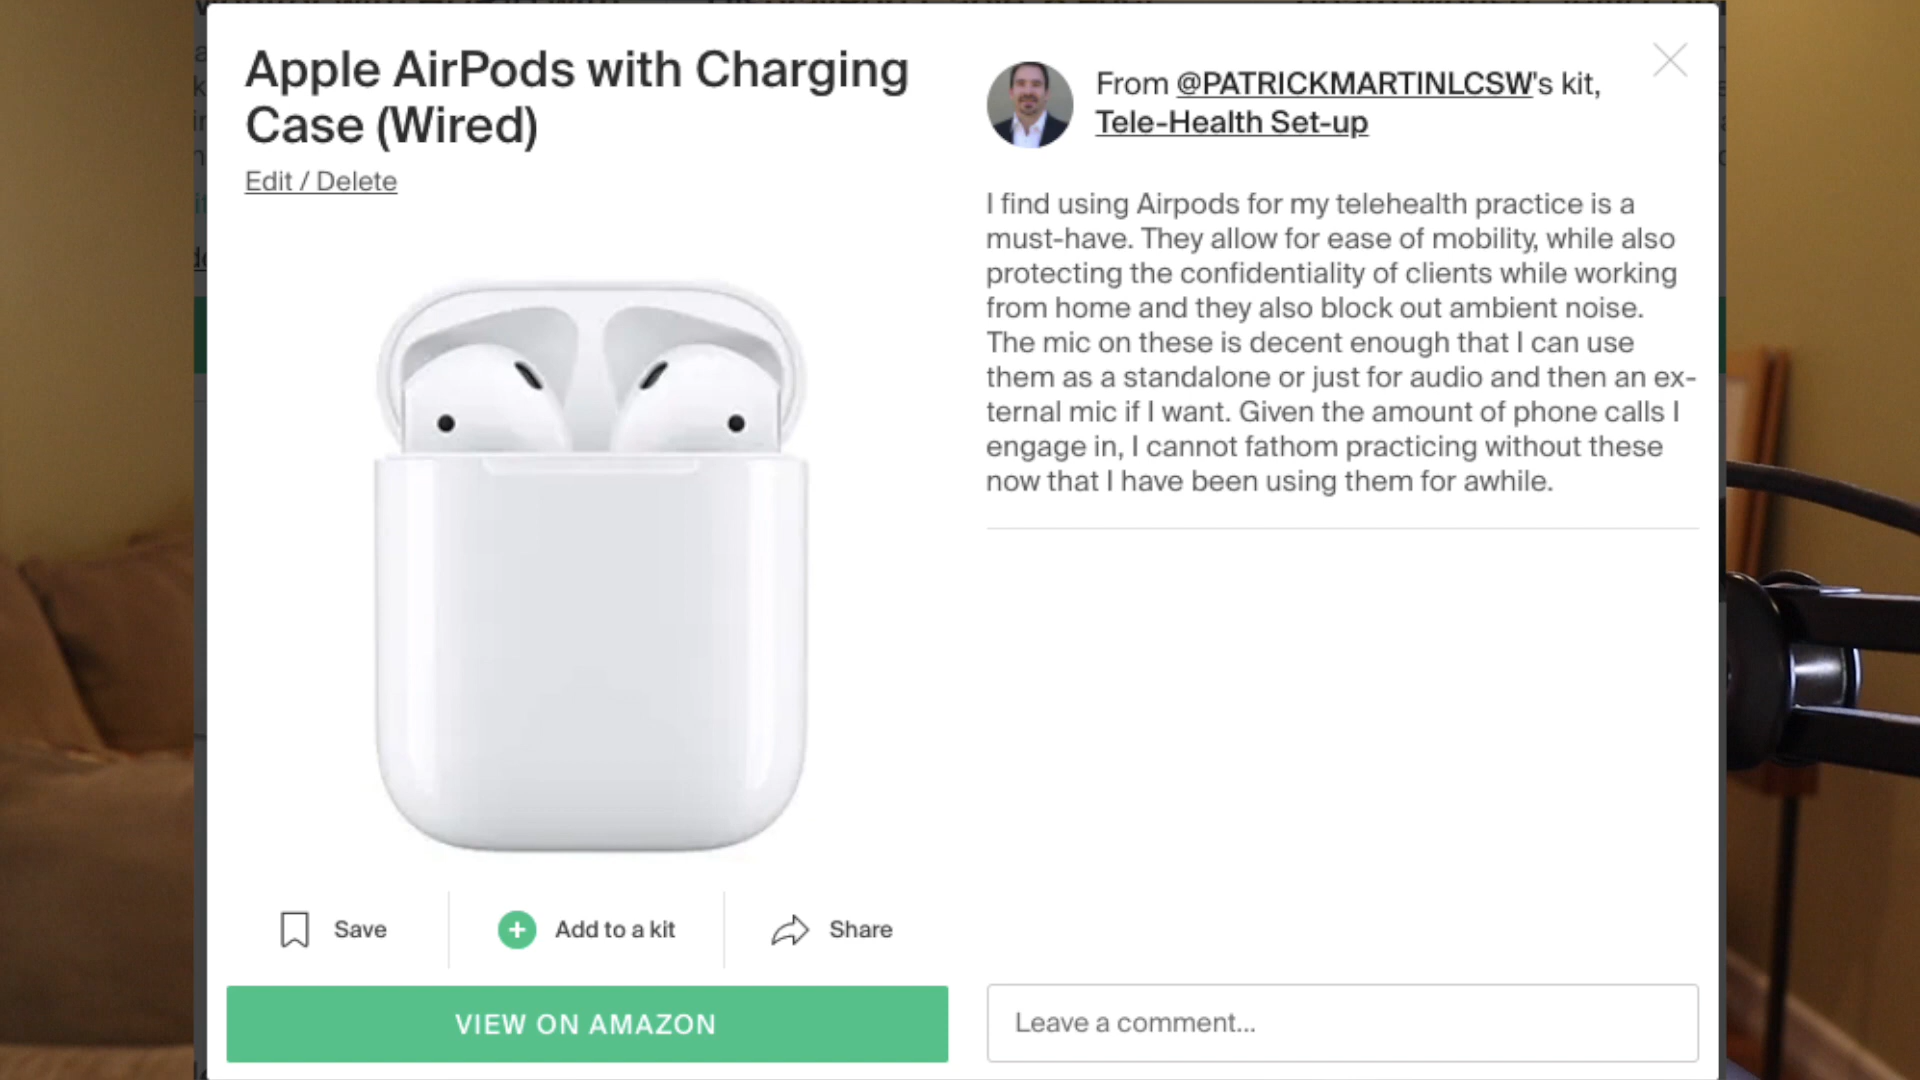 Apple AirPods with Charging
Case (Wired)
Edit / Delete
From @PATRICKMARTINLCSW's kit,
Tele-Health Set-up
I find using Airpods for my telehealth practice is a
must-have. They allow for ease of mobility, while also
protecting the confidentiality of clients while working
from home and they also block out ambient noise.
The mic on these is decent enough that I can use
them as a standalone or just for audio and then an ex-
ternal mic if I want. Given the amount of phone calls I
engage in, I cannot fathom practicing without these
now that I have been using them for awhile.
Save
Add to a kit
Share
VIEW ON AMAZON
Leave a comment...